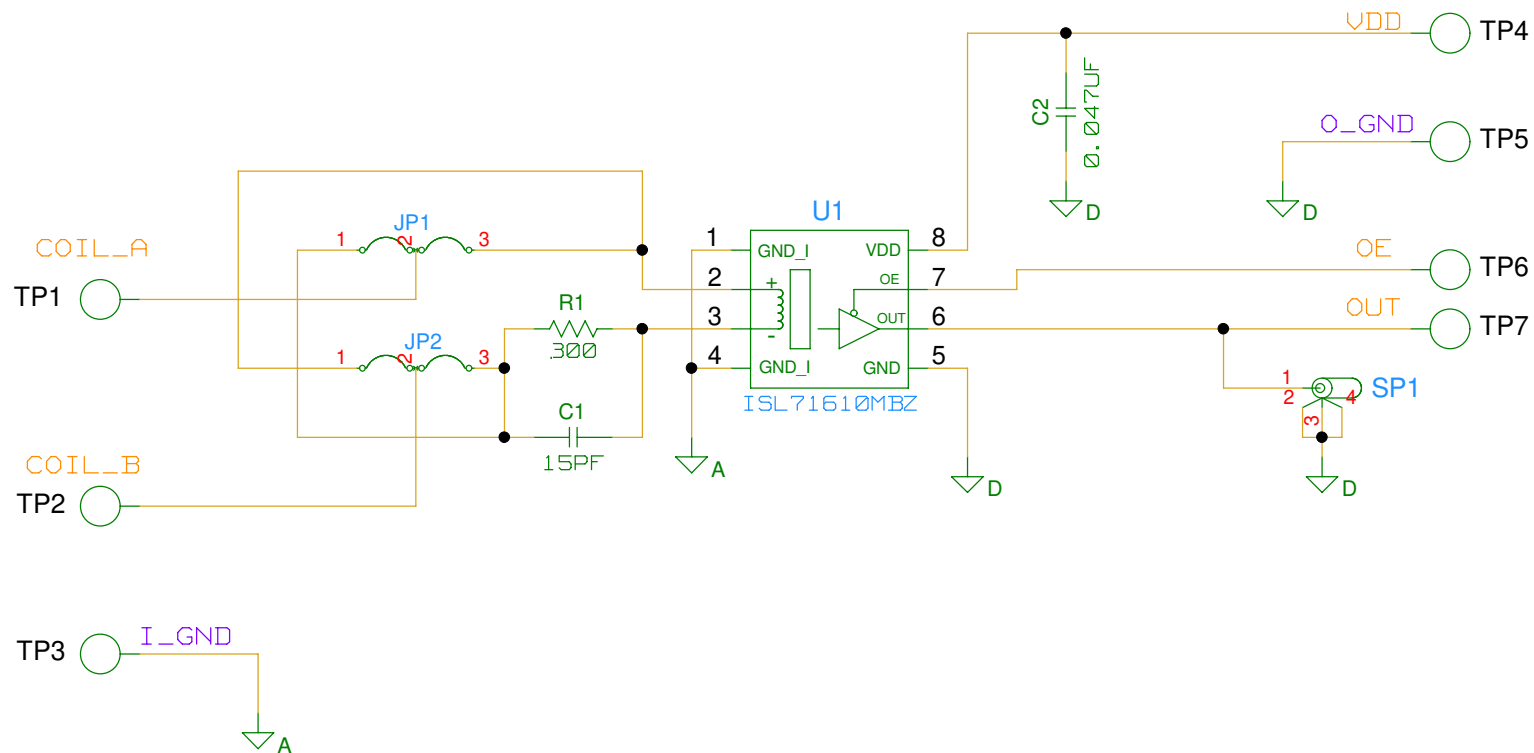 VDD
TP4
C2
0.047UF
D
O_GND
TP5
D
COIL_A
TP1
1
JP1
2
3
1
JP2
2
3
R1
300
C1
15PF
U1
1
GND_I
VDD
8
2
+
OE
7
3
-
OUT
6
4
GND_I
GND
5
ISL71610MBZ
A
D
OE
TP6
OUT
TP7
1
2
3
4
SP1
D
COIL_B
TP2
TP3
I_GND
A